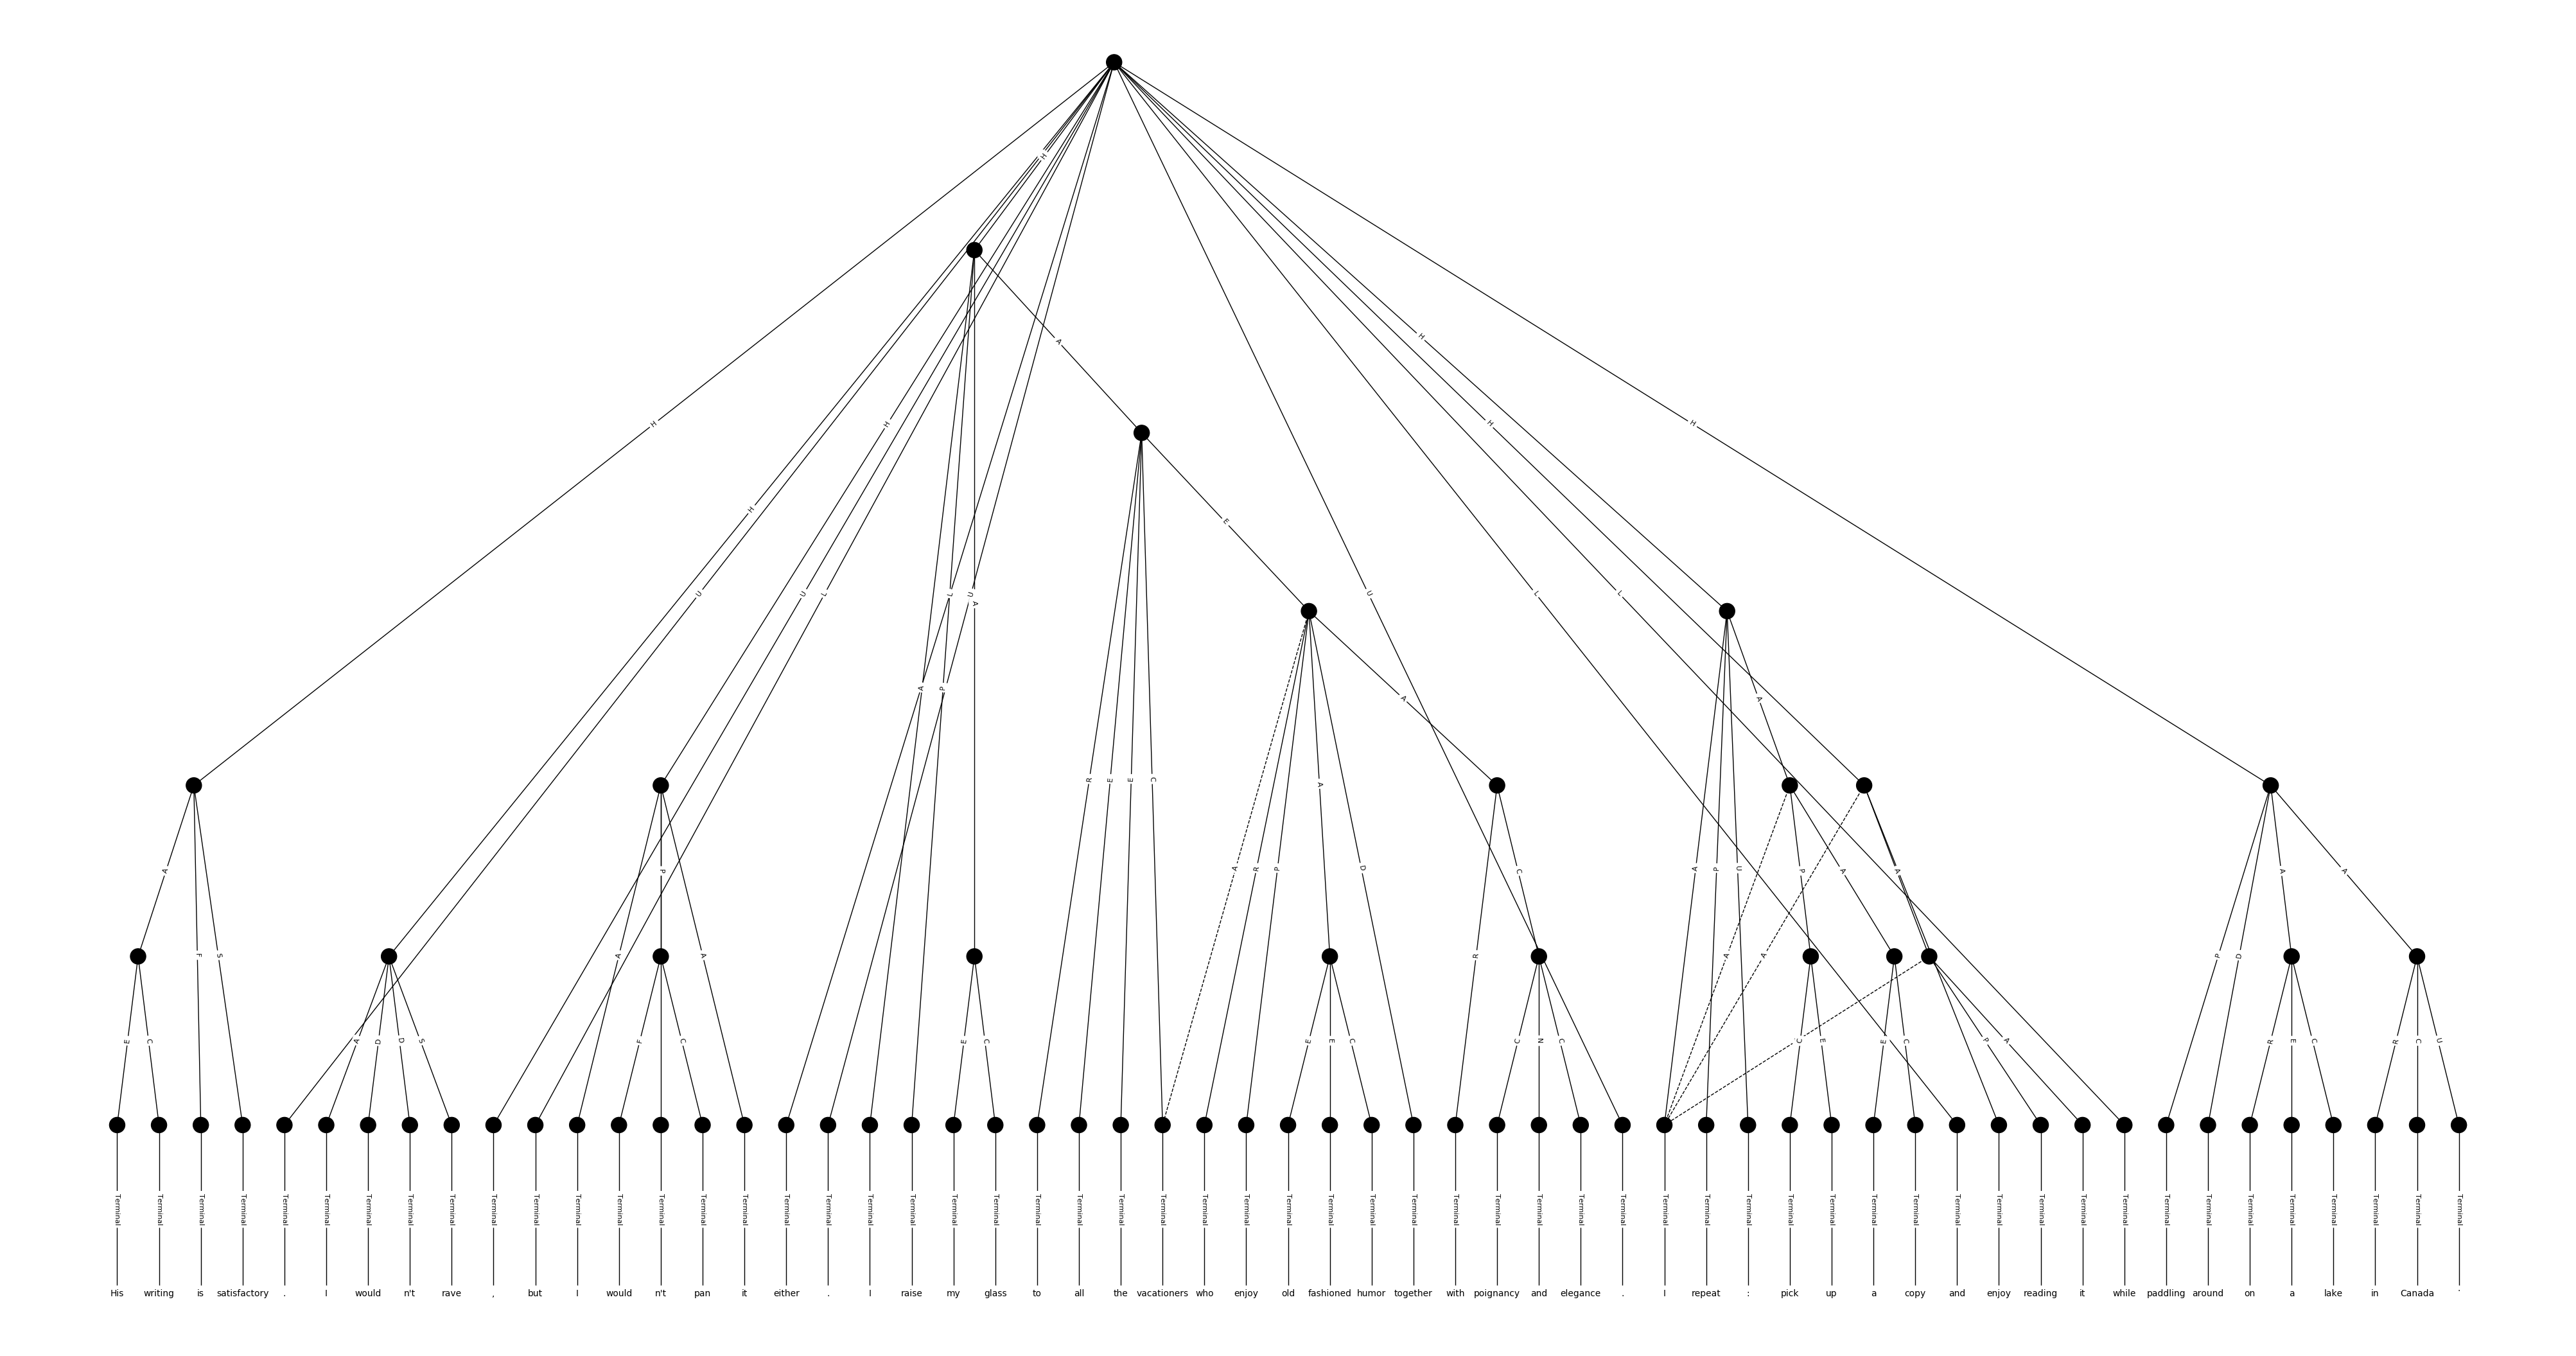 H
H
A
H
H
H
H
E
H
H
U
U
L
L
U
A
U
L
L
A
P
A
A
R
E
E
C
A
D
A
P
A
A
R
P
C
A
P
U
P
A
A
A
A
F
S
A
A
R
A
A
P
D
E
C
A
D
D
S
F
C
E
C
E
E
C
C
N
C
C
E
E
C
P
A
R
E
C
R
C
U
Terminal Terminal Terminal Terminal Terminal Terminal Terminal Terminal Terminal Terminal Terminal Terminal Terminal Terminal Terminal Terminal Terminal Terminal Terminal Terminal Terminal Terminal Terminal Terminal Terminal Terminal Terminal Terminal Terminal Terminal Terminal Terminal Terminal Terminal Terminal Terminal Terminal Terminal Terminal Terminal Terminal Terminal Terminal Terminal Terminal Terminal Terminal Terminal Terminal Terminal Terminal Terminal Terminal Terminal Terminal Terminal Terminal
His writing is satisfactory . I would n't rave , but I would n't pan it either . I raise my glass to all the vacationers who enjoy old fashioned humor together with poignancy and elegance . I repeat : pick up a copy and enjoy reading it while paddling around on a lake in Canada .